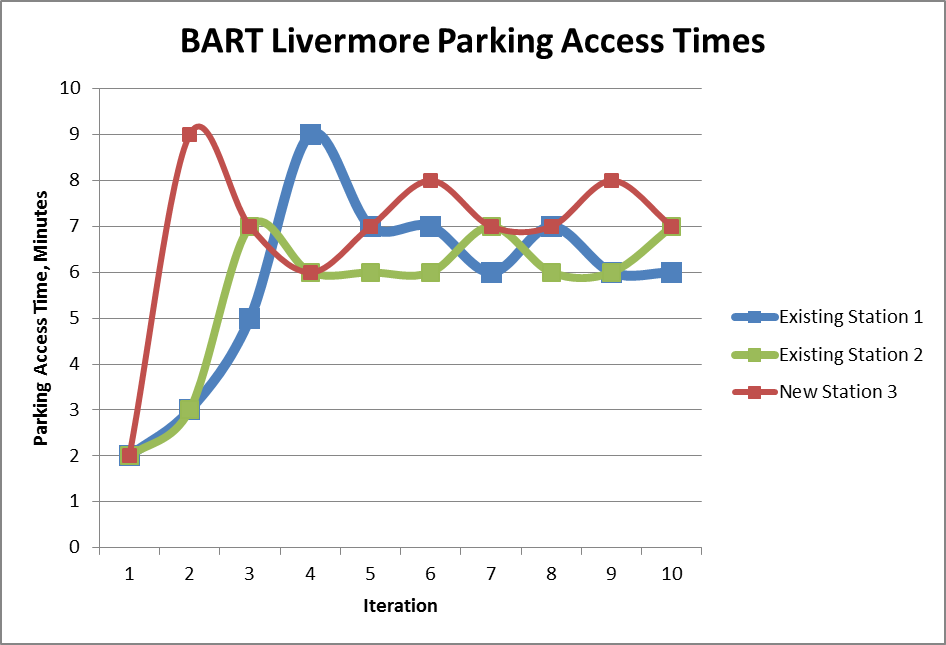 BART Livermore Parking Access Times
Parking Access Time, Minutes
10
9
8
7
6
5
4
3
2
1
0
1 2 3 4 5 6 7 8 9 10
Iteration
Existing Station 1
Existing Station 2
New Station 3